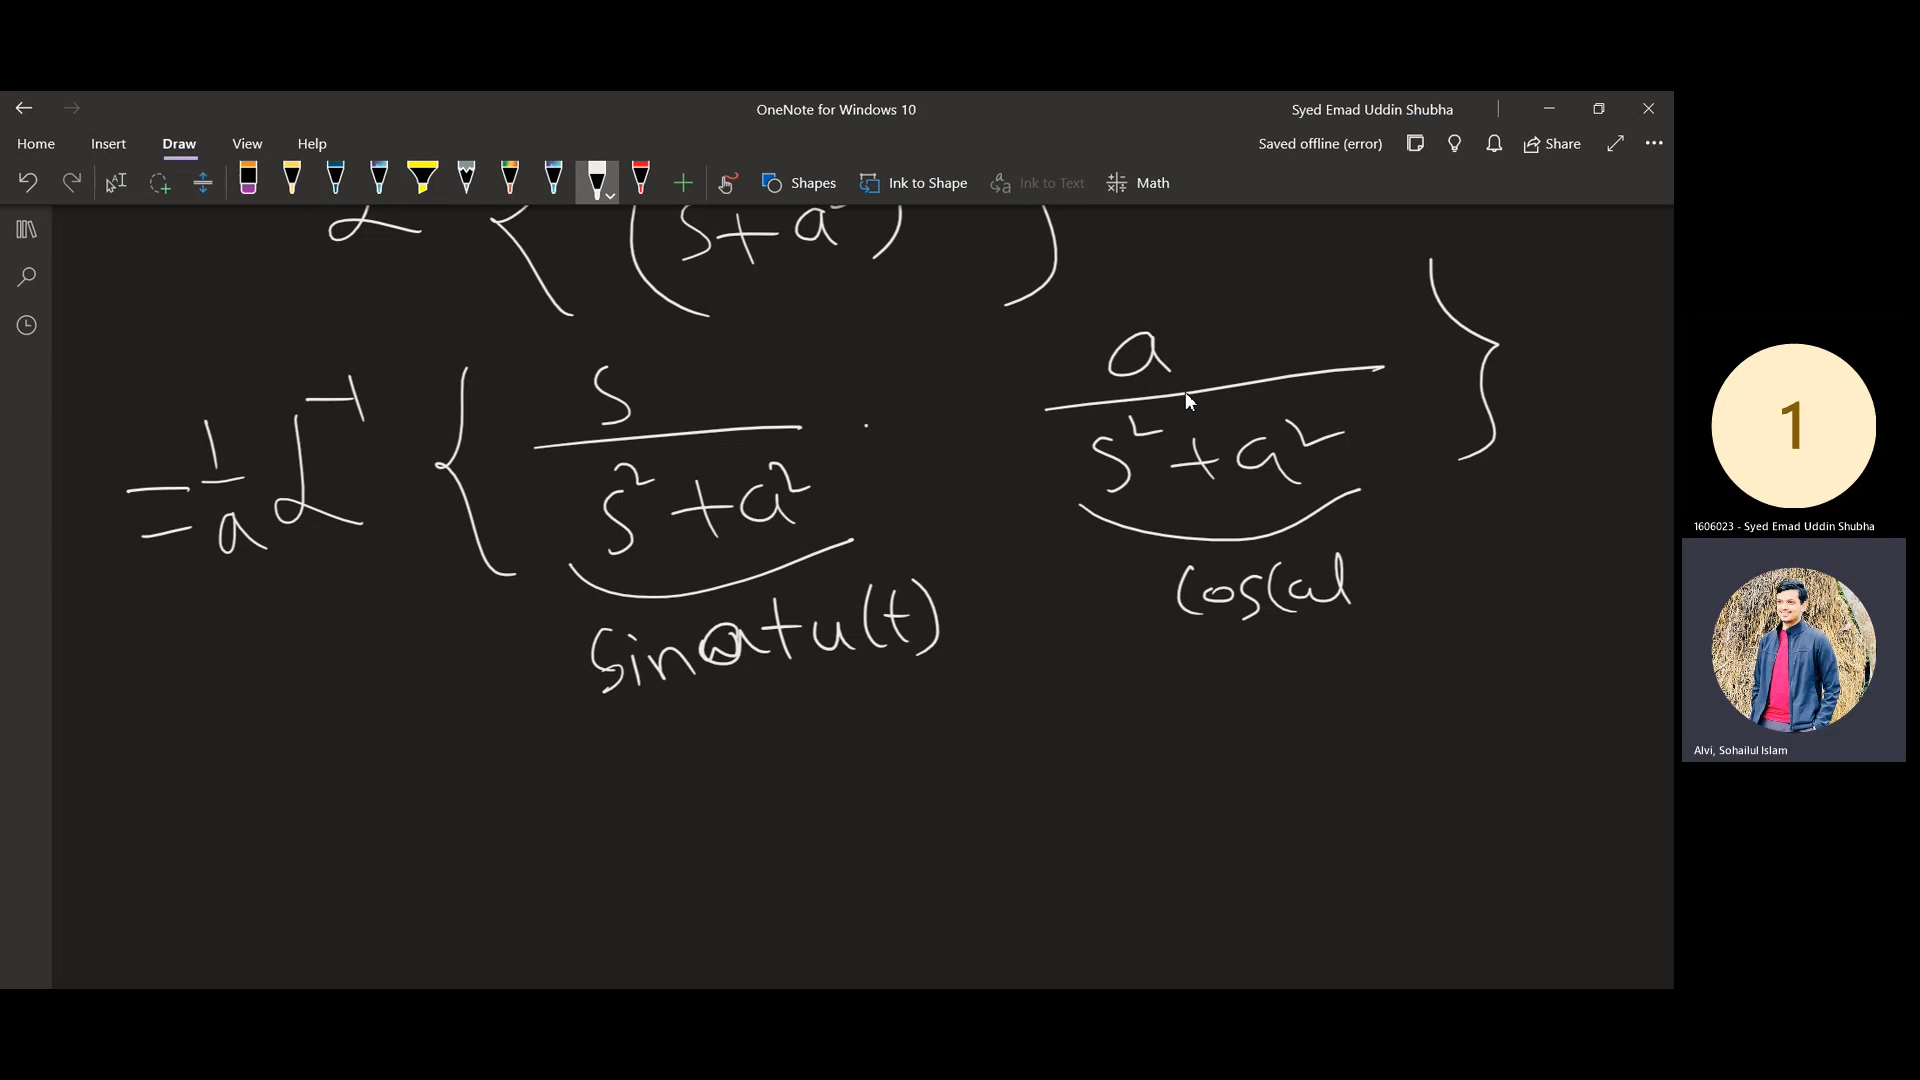 OneNote for Windows 10
Syed Emad Uddin Shubha
Home Insert Draw View Help
Saved offline (error)
Share
Shapes
Ink to Shape
Ink to Text
Math
L { (s + a²) }
= 1/a L⁻¹ { s/(s² + a²) . a/(s² + a²) }
sinatu(t)
cos(at
1
1606023 - Syed Emad Uddin Shubha
Alvi, Sohailul Islam